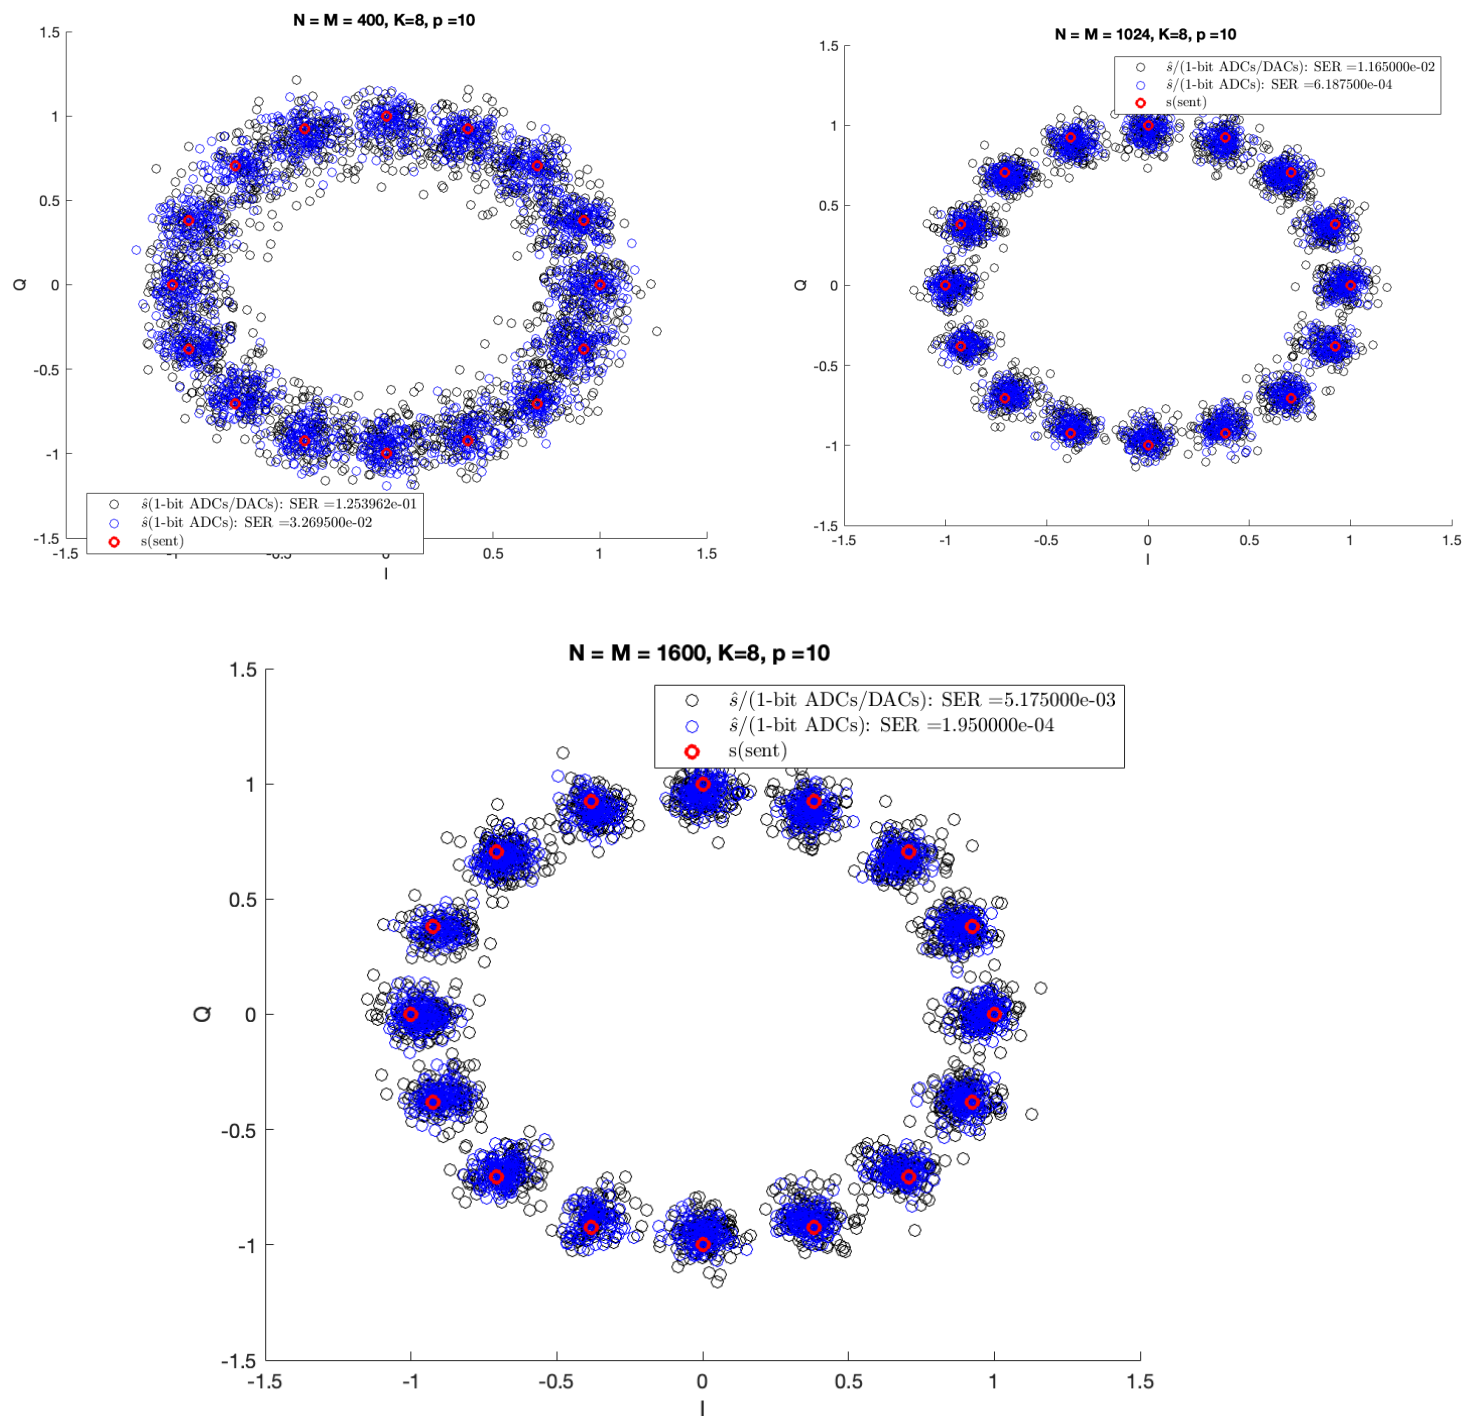 N = M = 400, K=8, p =10
1.5
1
0.5
0
-0.5
-1
-1.5
Q
-1.5
-1
-0.5
0
0.5
1
1.5
I
ŝ(1-bit ADCs/DACs): SER =1.253962e-01
ŝ(1-bit ADCs): SER =3.269500e-02
s(sent)
N = M = 1024, K=8, p =10
ŝ/(1-bit ADCs/DACs): SER =1.165000e-02
ŝ/(1-bit ADCs): SER =6.187500e-04
s(sent)
1.5
1
0.5
0
-0.5
-1
-1.5
Q
-1.5
-1
-0.5
0
0.5
1
1.5
I
N = M = 1600, K=8, p =10
ŝ/(1-bit ADCs/DACs): SER =5.175000e-03
ŝ/(1-bit ADCs): SER =1.950000e-04
s(sent)
1.5
1
0.5
0
-0.5
-1
-1.5
Q
-1.5
-1
-0.5
0
0.5
1
1.5
I